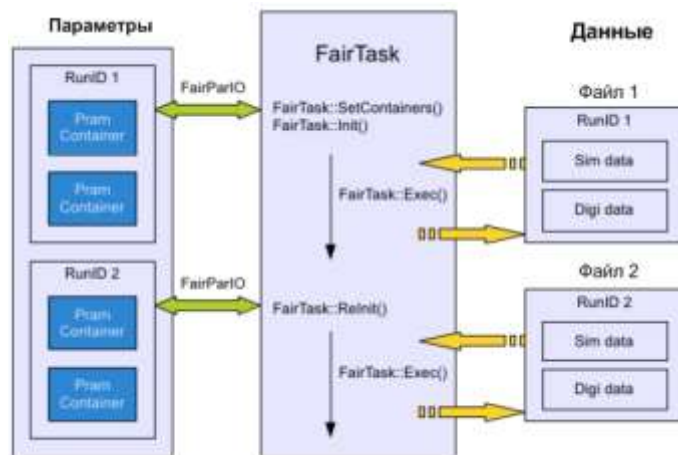 Параметры
RunID 1
Pram
Container
Pram
Container
RunID 2
Pram
Container
Pram
Container
FairParIO
FairParIO
FairTask
FairTask::SetContainers()
FairTask::Init()
FairTask::Exec()
FairTask::ReInit()
FairTask::Exec()
Данные
Файл 1
RunID 1
Sim data
Digi data
Файл 2
RunID 2
Sim data
Digi data